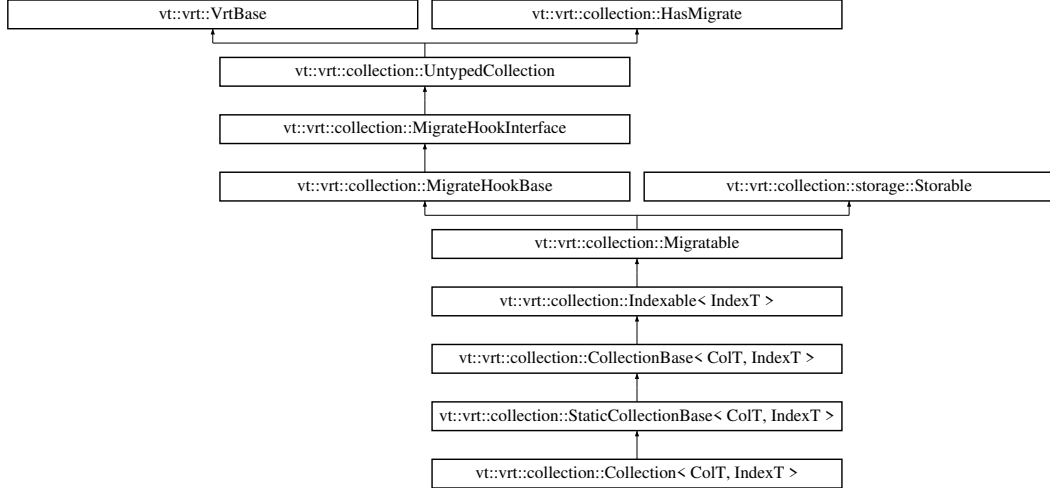 vt::vrt::VrtBase
vt::vrt::collection::HasMigrate
vt::vrt::collection::UntypedCollection
vt::vrt::collection::MigrateHookInterface
vt::vrt::collection::MigrateHookBase
vt::vrt::collection::storage::Storable
vt::vrt::collection::Migratable
vt::vrt::collection::Indexable< IndexT >
vt::vrt::collection::CollectionBase< ColT, IndexT >
vt::vrt::collection::StaticCollectionBase< ColT, IndexT >
vt::vrt::collection::Collection< ColT, IndexT >